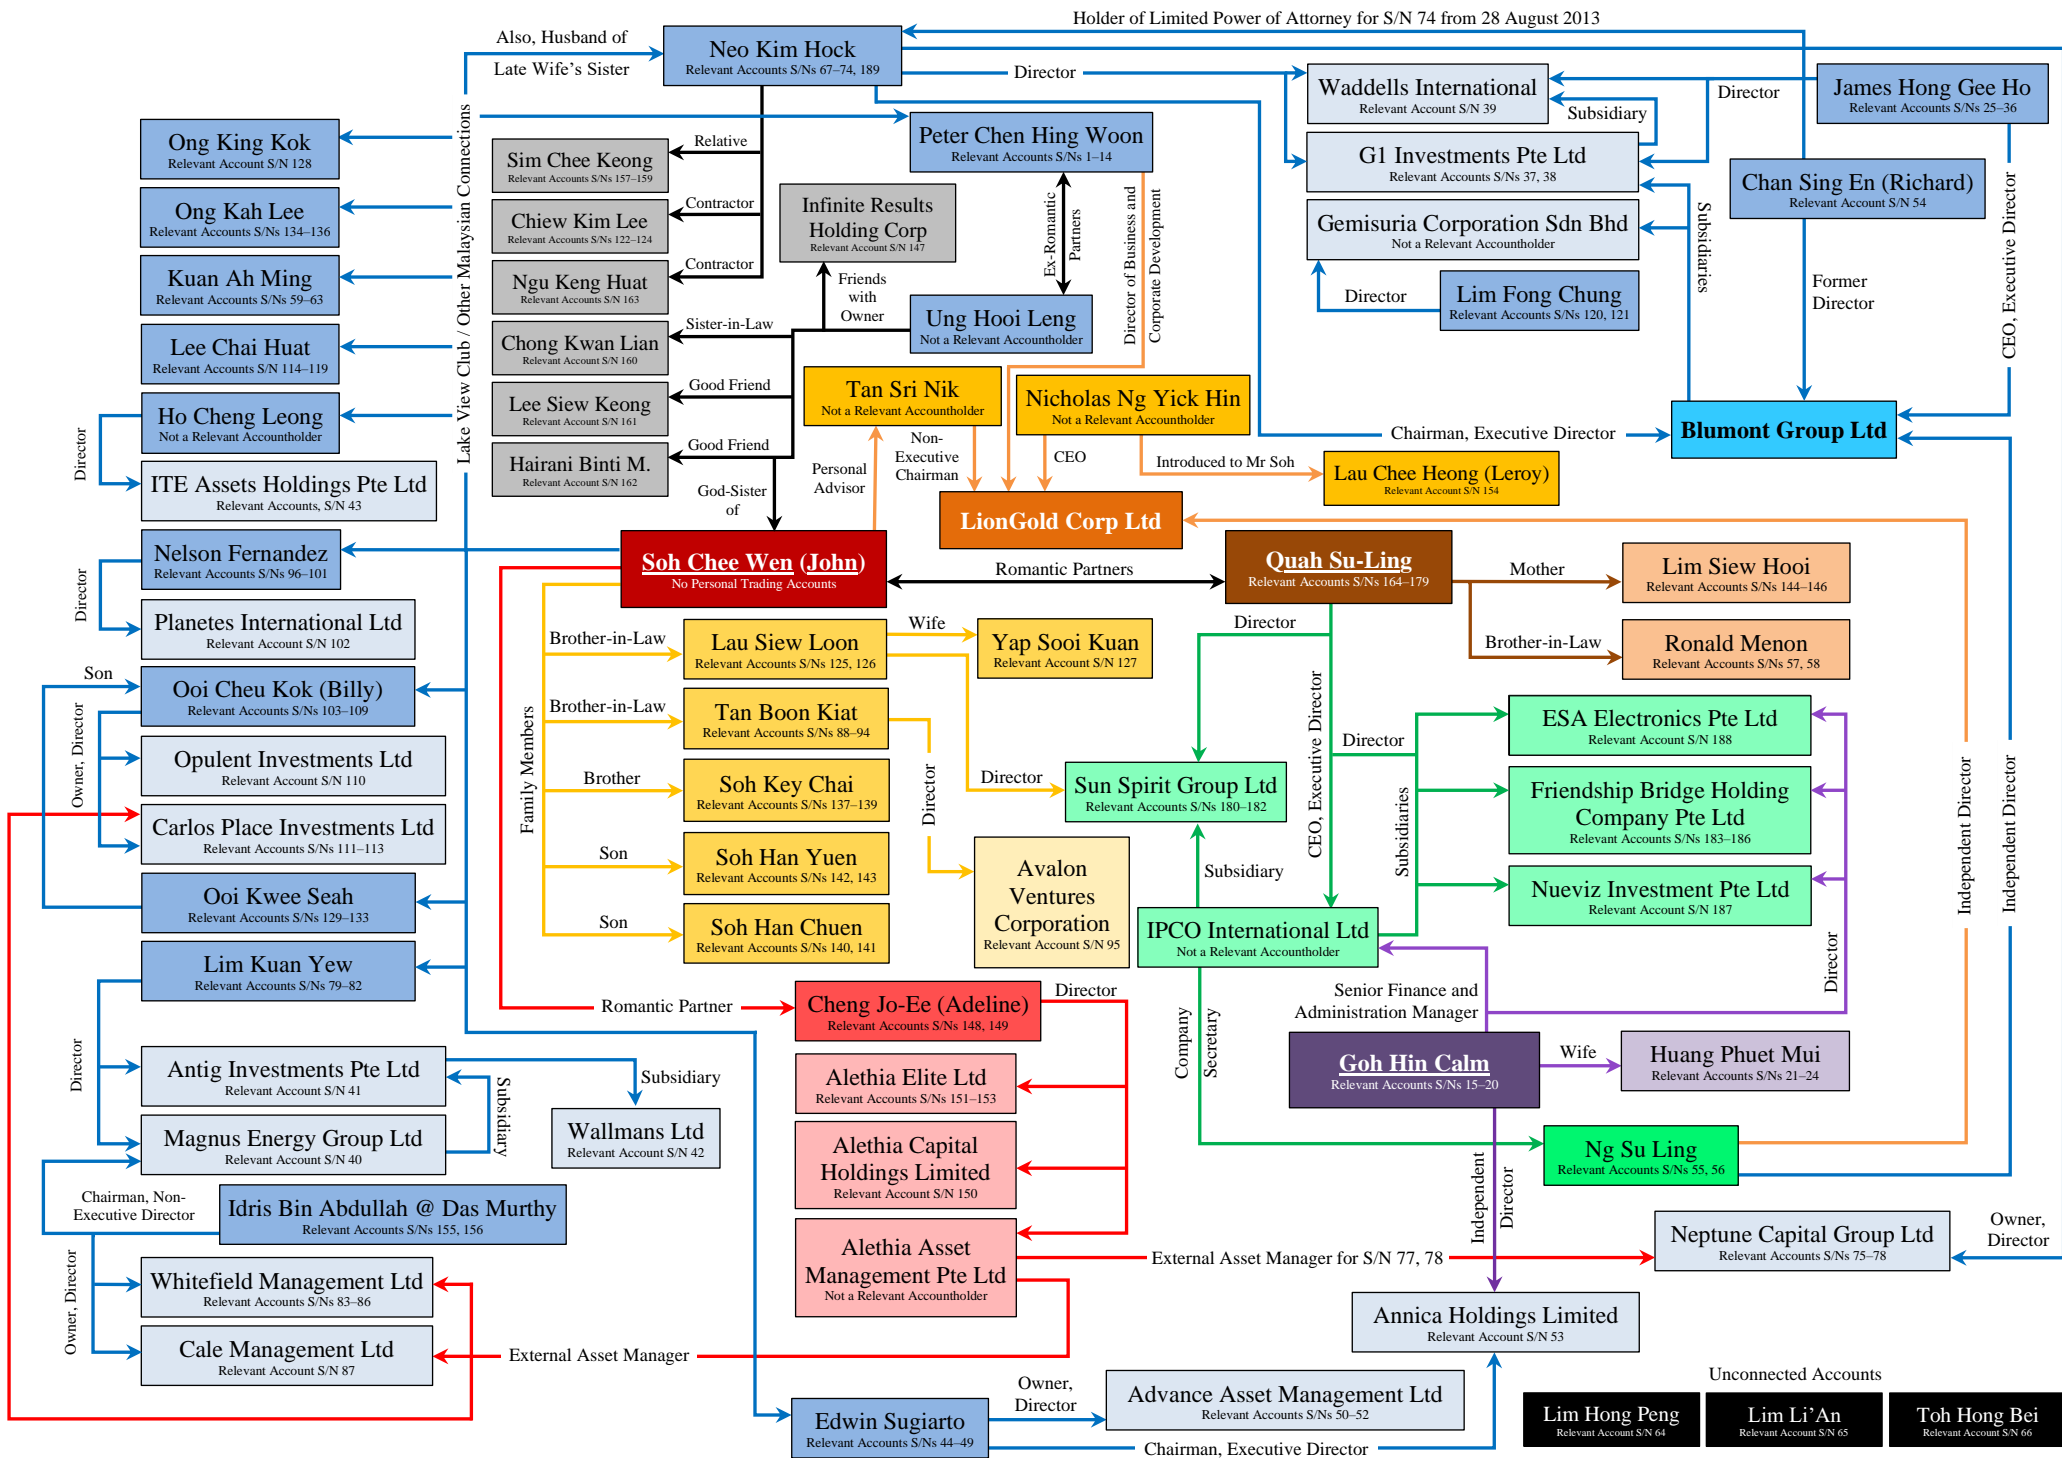 Holder of Limited Power of Attorney for S/N 74 from 28 August 2013
Also, Husband of
Late Wife's Sister
Neo Kim Hock
Relevant Accounts S/Ns 67–74, 189
Director
Waddells International
Relevant Account S/N 39
Director
James Hong Gee Ho
Relevant Accounts S/Ns 25–36
Subsidiary
Lake View Club / Other Malaysian Connections
Ong King Kok
Relevant Account S/N 128
Relative
Sim Chee Keong
Relevant Accounts S/Ns 157–159
Peter Chen Hing Woon
Relevant Accounts S/Ns 1–14
G1 Investments Pte Ltd
Relevant Accounts S/Ns 37, 38
Chan Sing En (Richard)
Relevant Account S/N 54
Ong Kah Lee
Relevant Accounts S/Ns 134–136
Contractor
Chiew Kim Lee
Relevant Accounts S/Ns 122–124
Infinite Results
Holding Corp
Relevant Account S/N 147
Ex-Romantic
Partners
Director of Business and
Corporate Development
Gemisuria Corporation Sdn Bhd
Not a Relevant Accountholder
Subsidiaries
Kuan Ah Ming
Relevant Accounts S/Ns 59–63
Contractor
Ngu Keng Huat
Relevant Accounts S/N 163
Friends
with
Owner
Director
Lim Fong Chung
Relevant Accounts S/Ns 120, 121
Former
Director
CEO, Executive Director
Lee Chai Huat
Relevant Accounts S/N 114–119
Sister-in-Law
Chong Kwan Lian
Relevant Account S/N 160
Ung Hooi Leng
Not a Relevant Accountholder
Good Friend
Lee Siew Keong
Relevant Account S/N 161
Tan Sri Nik
Not a Relevant Accountholder
Nicholas Ng Yick Hin
Not a Relevant Accountholder
Ho Cheng Leong
Not a Relevant Accountholder
Director
Good Friend
Hairani Binti M.
Relevant Account S/N 162
Chairman, Executive Director
Blumont Group Ltd
Personal
Advisor
Non-
Executive
Chairman
CEO
Introduced to Mr Soh
Lau Chee Heong (Leroy)
Relevant Account S/N 154
ITE Assets Holdings Pte Ltd
Relevant Accounts, S/N 43
God-Sister
of
LionGold Corp Ltd
Nelson Fernandez
Relevant Accounts S/Ns 96–101
Director
Soh Chee Wen (John)
No Personal Trading Accounts
Romantic Partners
Quah Su-Ling
Relevant Accounts S/Ns 164–179
Mother
Lim Siew Hooi
Relevant Accounts S/Ns 144–146
Planetes International Ltd
Relevant Account S/N 102
Brother-in-Law
Lau Siew Loon
Relevant Accounts S/Ns 125, 126
Wife
Yap Sooi Kuan
Relevant Account S/N 127
Director
Brother-in-Law
Ronald Menon
Relevant Accounts S/Ns 57, 58
Son
Ooi Cheu Kok (Billy)
Relevant Accounts S/Ns 103–109
Owner, Director
Family Members
Brother-in-Law
Tan Boon Kiat
Relevant Accounts S/Ns 88–94
Director
CEO, Executive Director
Director
Subsidiaries
ESA Electronics Pte Ltd
Relevant Account S/N 188
Opulent Investments Ltd
Relevant Account S/N 110
Brother
Soh Key Chai
Relevant Accounts S/Ns 137–139
Director
Sun Spirit Group Ltd
Relevant Accounts S/Ns 180–182
Friendship Bridge Holding
Company Pte Ltd
Relevant Accounts S/Ns 183–186
Independent Director
Independent Director
Carlos Place Investments Ltd
Relevant Accounts S/Ns 111–113
Son
Soh Han Yuen
Relevant Accounts S/Ns 142, 143
Avalon
Ventures
Corporation
Relevant Account S/N 95
Subsidiary
Nueviz Investment Pte Ltd
Relevant Account S/N 187
Ooi Kwee Seah
Relevant Accounts S/Ns 129–133
Son
Soh Han Chuen
Relevant Accounts S/Ns 140, 141
IPCO International Ltd
Not a Relevant Accountholder
Director
Lim Kuan Yew
Relevant Accounts S/Ns 79–82
Director
Romantic Partner
Cheng Jo-Ee (Adeline)
Relevant Accounts S/Ns 148, 149
Director
Company
Secretary
Senior Finance and
Administration Manager
Antig Investments Pte Ltd
Relevant Account S/N 41
Subsidiary
Subsidiary
Alethia Elite Ltd
Relevant Accounts S/Ns 151–153
Goh Hin Calm
Relevant Accounts S/Ns 15–20
Wife
Huang Phuet Mui
Relevant Accounts S/Ns 21–24
Magnus Energy Group Ltd
Relevant Account S/N 40
Wallmans Ltd
Relevant Account S/N 42
Alethia Capital
Holdings Limited
Relevant Account S/N 150
Ng Su Ling
Relevant Accounts S/Ns 55, 56
Chairman, Non-
Executive Director
Idris Bin Abdullah @ Das Murthy
Relevant Accounts S/Ns 155, 156
Independent
Director
Owner, Director
Alethia Asset
Management Pte Ltd
Not a Relevant Accountholder
External Asset Manager for S/N 77, 78
Neptune Capital Group Ltd
Relevant Accounts S/Ns 75–78
Owner,
Director
Whitefield Management Ltd
Relevant Accounts S/Ns 83–86
Annica Holdings Limited
Relevant Account S/N 53
Cale Management Ltd
Relevant Account S/N 87
External Asset Manager
Edwin Sugiarto
Relevant Accounts S/Ns 44–49
Owner,
Director
Advance Asset Management Ltd
Relevant Accounts S/Ns 50–52
Chairman, Executive Director
Unconnected Accounts
Lim Hong Peng
Relevant Account S/N 64
Lim Li'An
Relevant Account S/N 65
Toh Hong Bei
Relevant Account S/N 66